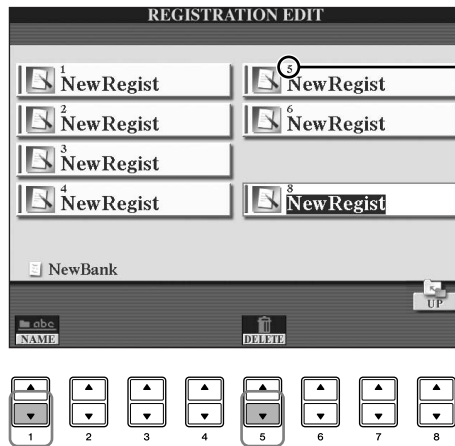 REGISTRATION EDIT
1
NewRegist
2
NewRegist
3
NewRegist
4
NewRegist
5
NewRegist
6
NewRegist
8
NewRegist
NewBank
UP
abc
NAME
DELETE
1 2 3 4 5 6 7 8